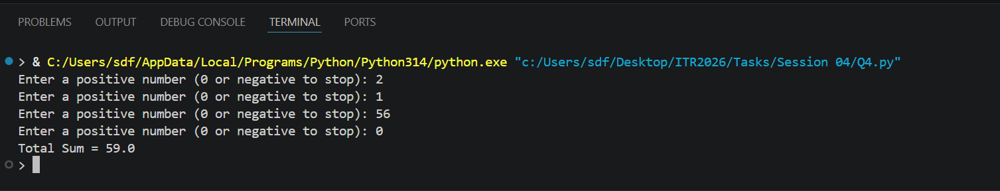 PROBLEMS OUTPUT DEBUG CONSOLE TERMINAL PORTS
> & C:/Users/sdf/AppData/Local/Programs/Python/Python314/python.exe "c:/Users/sdf/Desktop/ITR2026/Tasks/Session 04/Q4.py"
Enter a positive number (0 or negative to stop): 2
Enter a positive number (0 or negative to stop): 1
Enter a positive number (0 or negative to stop): 56
Enter a positive number (0 or negative to stop): 0
Total Sum = 59.0
>